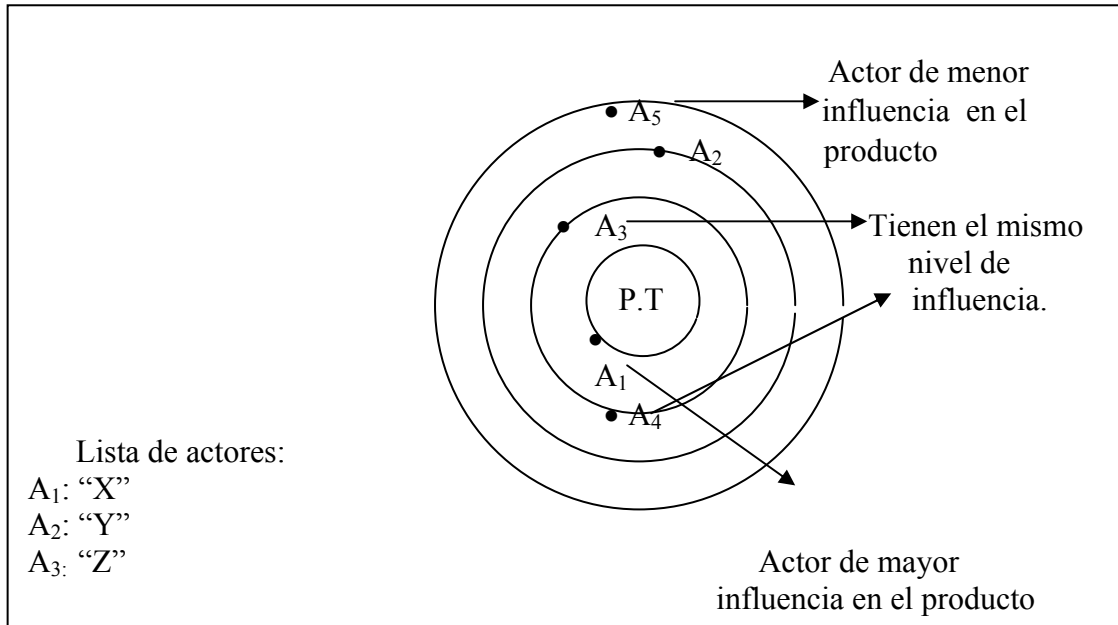 Actor de menor
influencia en el
producto
A₅
A₂
A₃
Tienen el mismo
nivel de
influencia.
P.T
A₁
A₄
Lista de actores:
A₁: “X”
A₂: “Y”
A₃: “Z”
Actor de mayor
influencia en el producto